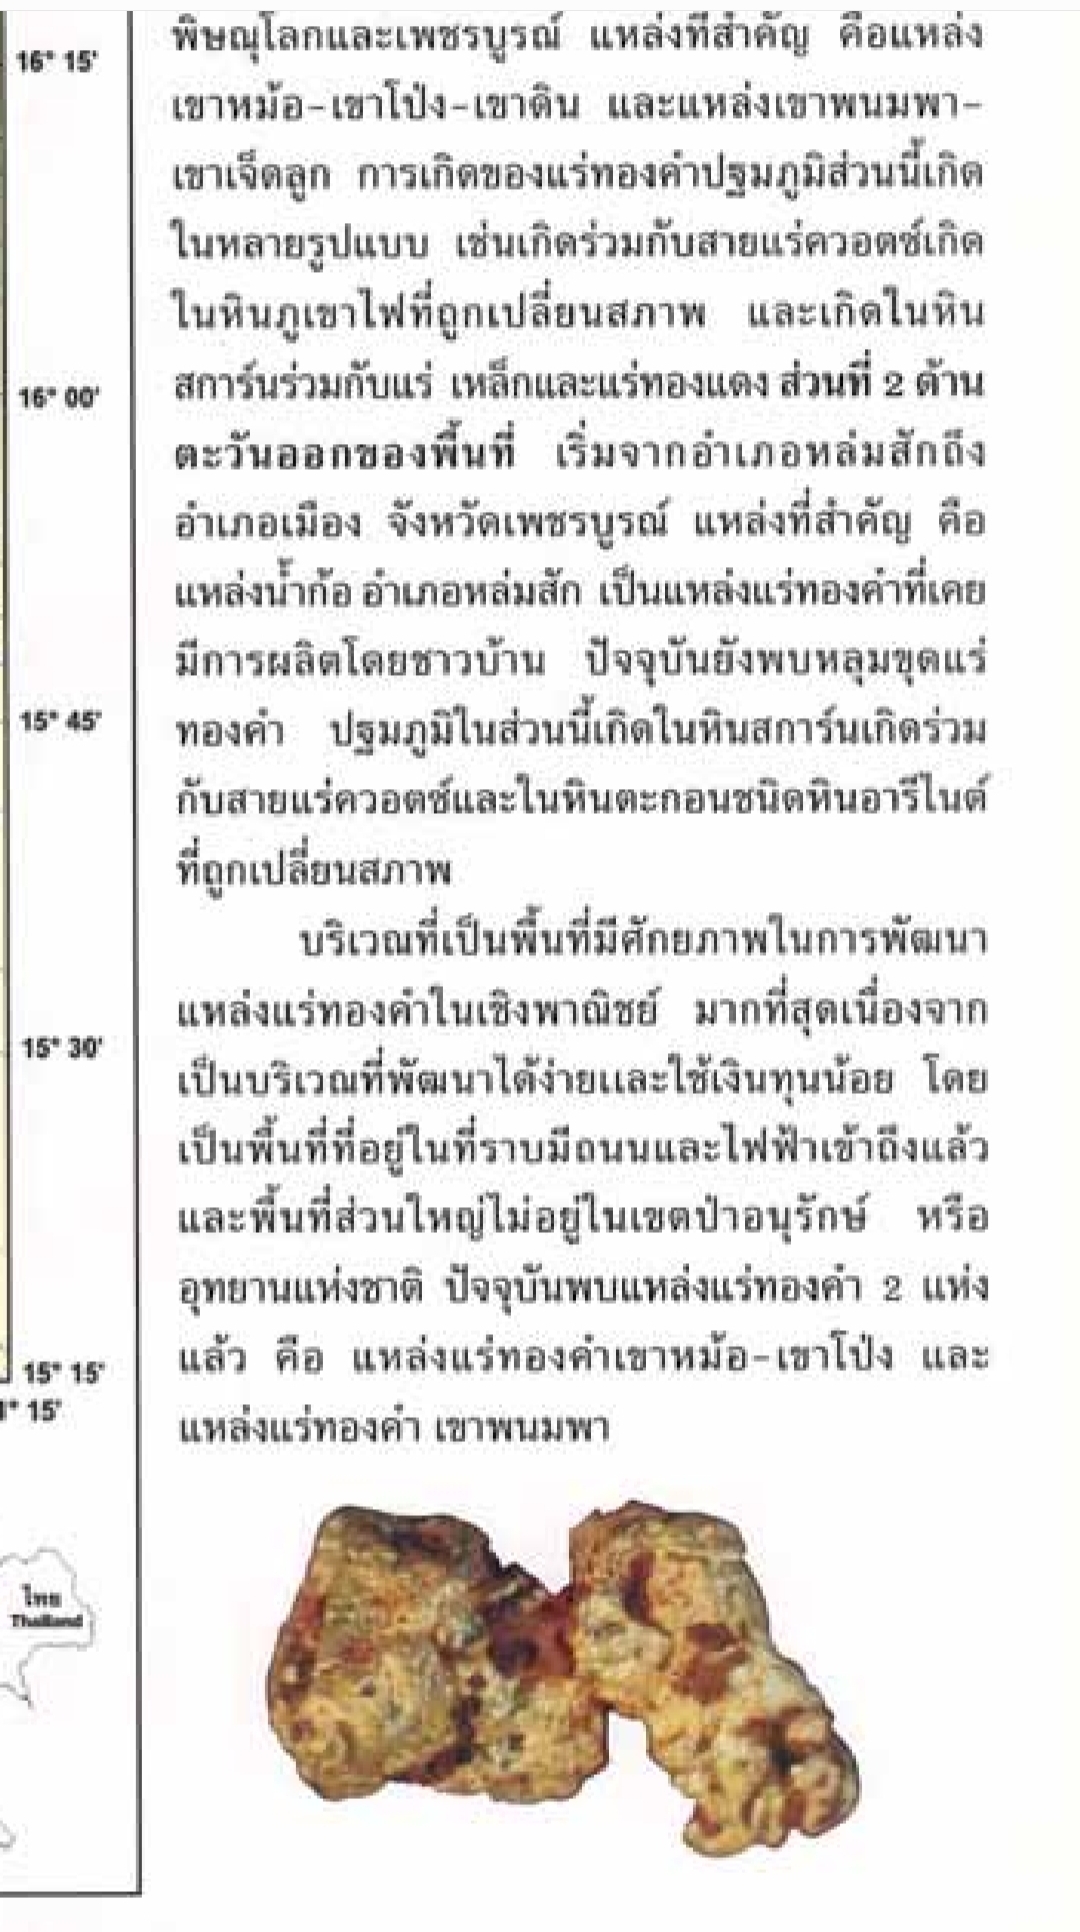 16° 15'
16° 00'
15° 45'
15° 30'
15° 15'
15'
ไทย
Thailand
พิษณุโลกและเพชรบูรณ์ แหล่งที่สำคัญ คือแหล่ง
เขาหม้อ-เขาโป่ง-เขาดิน และแหล่งเขาพนมพา-
เขาเจ็ดลูก การเกิดของแร่ทองคำปฐมภูมิส่วนนี้เกิด
ในหลายรูปแบบ เช่นเกิดร่วมกับสายแร่ควอตซ์เกิด
ในหินภูเขาไฟที่ถูกเปลี่ยนสภาพ และเกิดในหิน
สการ์นร่วมกับแร่ เหล็กและแร่ทองแดง ส่วนที่ 2 ด้าน
ตะวันออกของพื้นที่ เริ่มจากอำเภอหล่มสักถึง
อำเภอเมือง จังหวัดเพชรบูรณ์ แหล่งที่สำคัญ คือ
แหล่งน้ำก้อ อำเภอหล่มสัก เป็นแหล่งแร่ทองคำที่เคย
มีการผลิตโดยชาวบ้าน ปัจจุบันยังพบหลุมขุดแร่
ทองคำ ปฐมภูมิในส่วนนี้เกิดในหินสการ์นเกิดร่วม
กับสายแร่ควอตซ์และในหินตะกอนชนิดหินอารีไนต์
ที่ถูกเปลี่ยนสภาพ
บริเวณที่เป็นพื้นที่มีศักยภาพในการพัฒนา
แหล่งแร่ทองคำในเชิงพาณิชย์ มากที่สุดเนื่องจาก
เป็นบริเวณที่พัฒนาได้ง่ายและใช้เงินทุนน้อย โดย
เป็นพื้นที่ที่อยู่ในที่ราบมีถนนและไฟฟ้าเข้าถึงแล้ว
และพื้นที่ส่วนใหญ่ไม่อยู่ในเขตป่าอนุรักษ์ หรือ
อุทยานแห่งชาติ ปัจจุบันพบแหล่งแร่ทองคำ 2 แห่ง
แล้ว คือ แหล่งแร่ทองคำเขาหม้อ-เขาโป่ง และ
แหล่งแร่ทองคำ เขาพนมพา